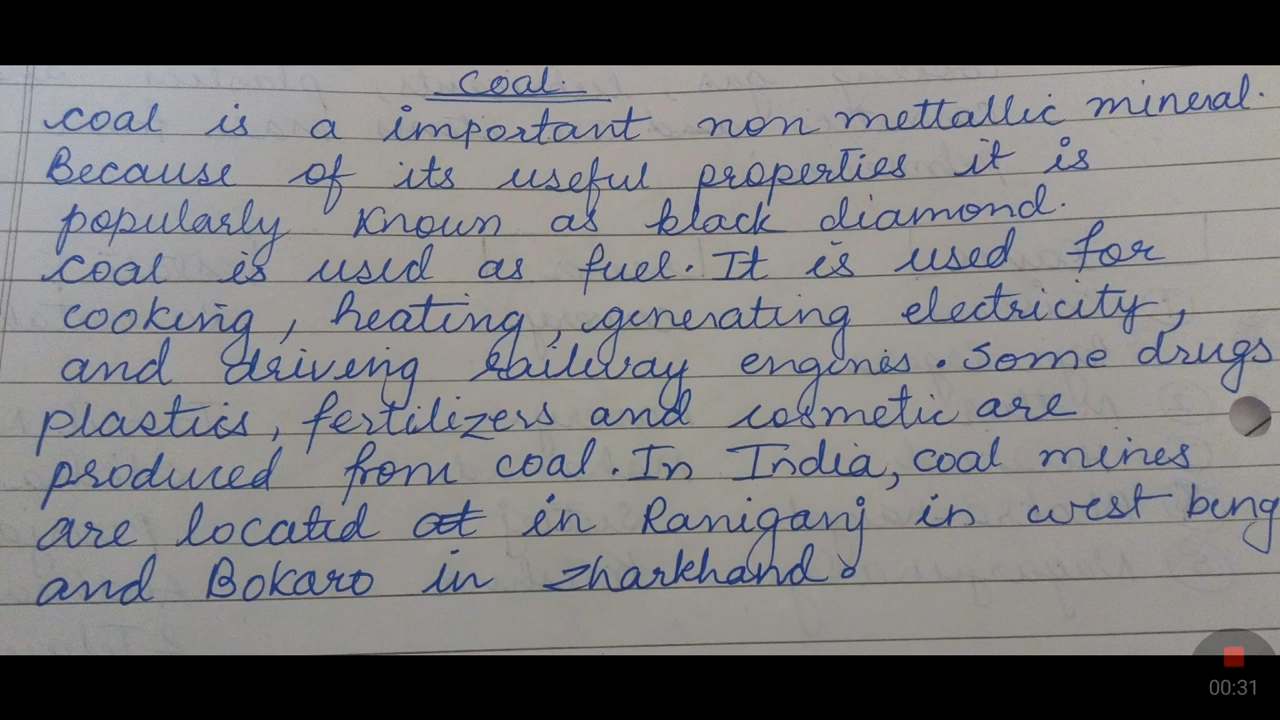 Coal.
coal is a important non mettallic mineral.
Because of its useful properties it is
popularly known as black diamond.
coal is used as fuel. It is used for
cooking, heating, generating electricity,
and driving railway engines. Some drugs
plastics, fertilizers and cosmetic are
produced from coal. In India, coal mines
are located at in Raniganj in west beng
and Bokaro in Zharkhand.
00:31